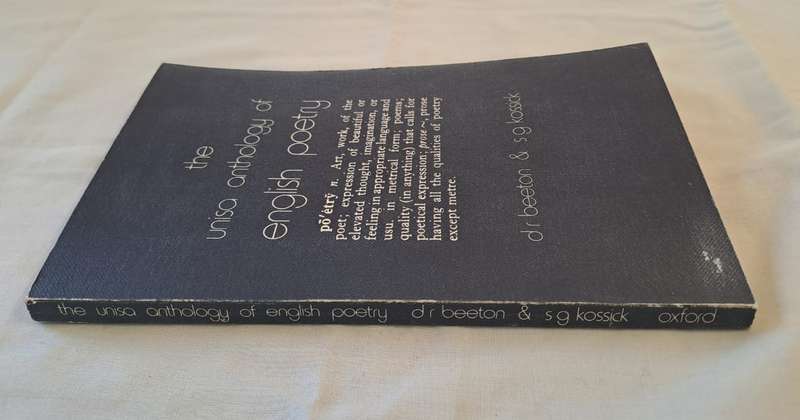 the
unisa anthology of
english poetry
pō'ĕtrȳ n. Art, work, of the
poet; expression of beautiful or
elevated thought, imagination, or
feeling in appropriate language and
usu. in metrical form; poems;
quality (in anything) that calls for
poetical expression; prose ~, prose
having all the qualities of poetry
except metre.
d r beeton & s g kossick
the unisa anthology of english poetry d r beeton & s g kossick oxford